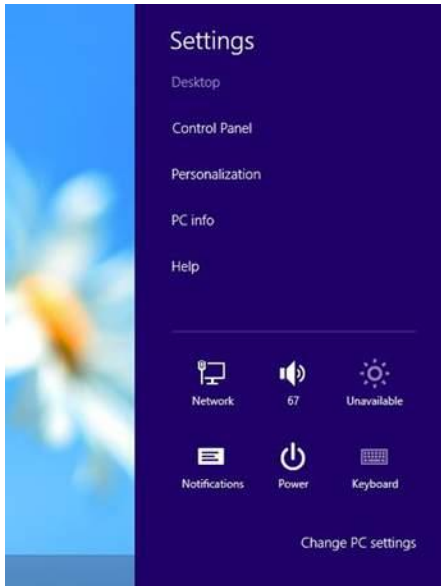 Settings
Desktop
Control Panel
Personalization
PC info
Help
Network
67
Unavailable
Notifications
Power
Keyboard
Change PC settings